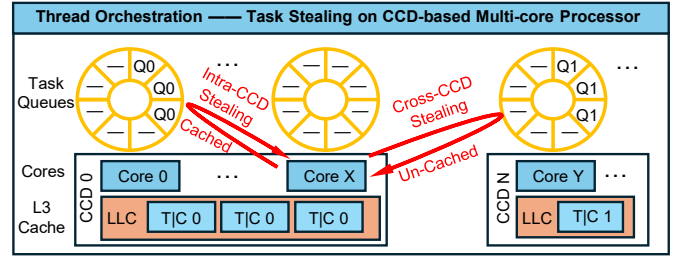 Thread Orchestration —— Task Stealing on CCD-based Multi-core Processor
Task
Queues
— — Q0
— Q0
— Q0
— —
...
— — — —
— — — —
— — Q1
— Q1
— Q1
— —
...
Intra-CCD
Stealing
Cached
Cross-CCD
Stealing
Un-Cached
Cores
CCD 0
Core 0
...
Core X
CCD N
Core Y
...
L3
Cache
LLC
T|C 0
T|C 0
T|C 0
LLC
T|C 1